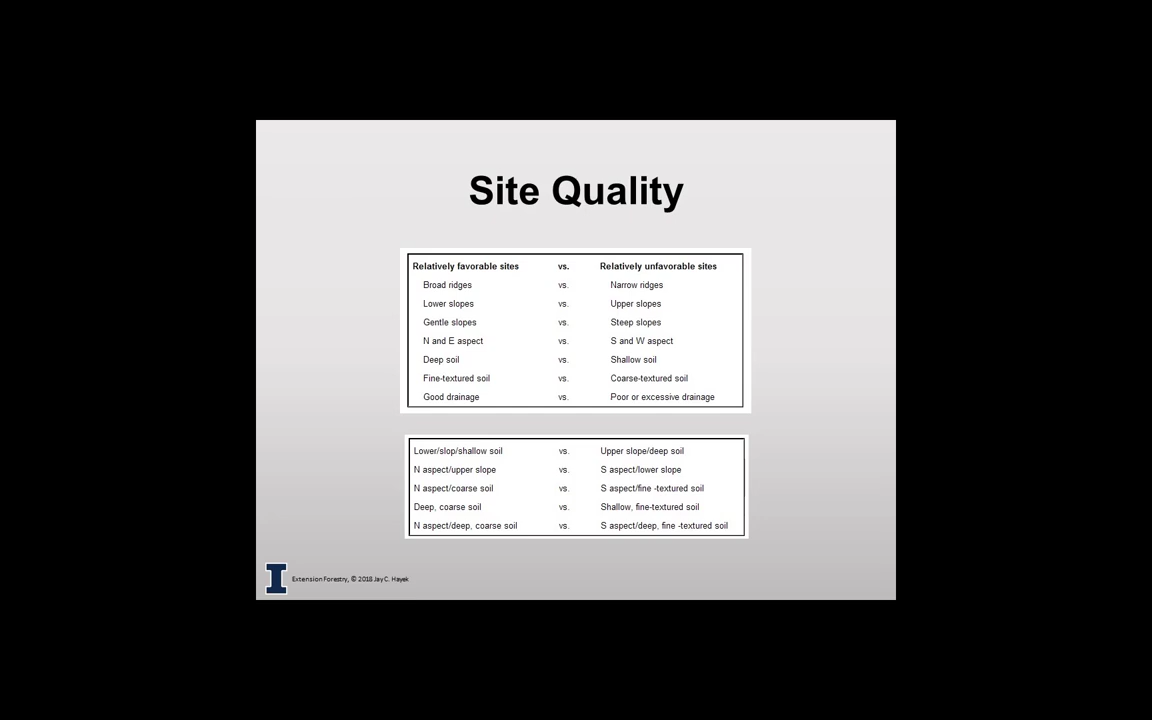 Site Quality
Relatively favorable sites vs. Relatively unfavorable sites
Broad ridges vs. Narrow ridges
Lower slopes vs. Upper slopes
Gentle slopes vs. Steep slopes
N and E aspect vs. S and W aspect
Deep soil vs. Shallow soil
Fine-textured soil vs. Coarse-textured soil
Good drainage vs. Poor or excessive drainage
Lower/slop/shallow soil vs. Upper slope/deep soil
N aspect/upper slope vs. S aspect/lower slope
N aspect/coarse soil vs. S aspect/fine -textured soil
Deep, coarse soil vs. Shallow, fine-textured soil
N aspect/deep, coarse soil vs. S aspect/deep, fine -textured soil
I Extension Forestry, © 2018 Jay C. Hayek